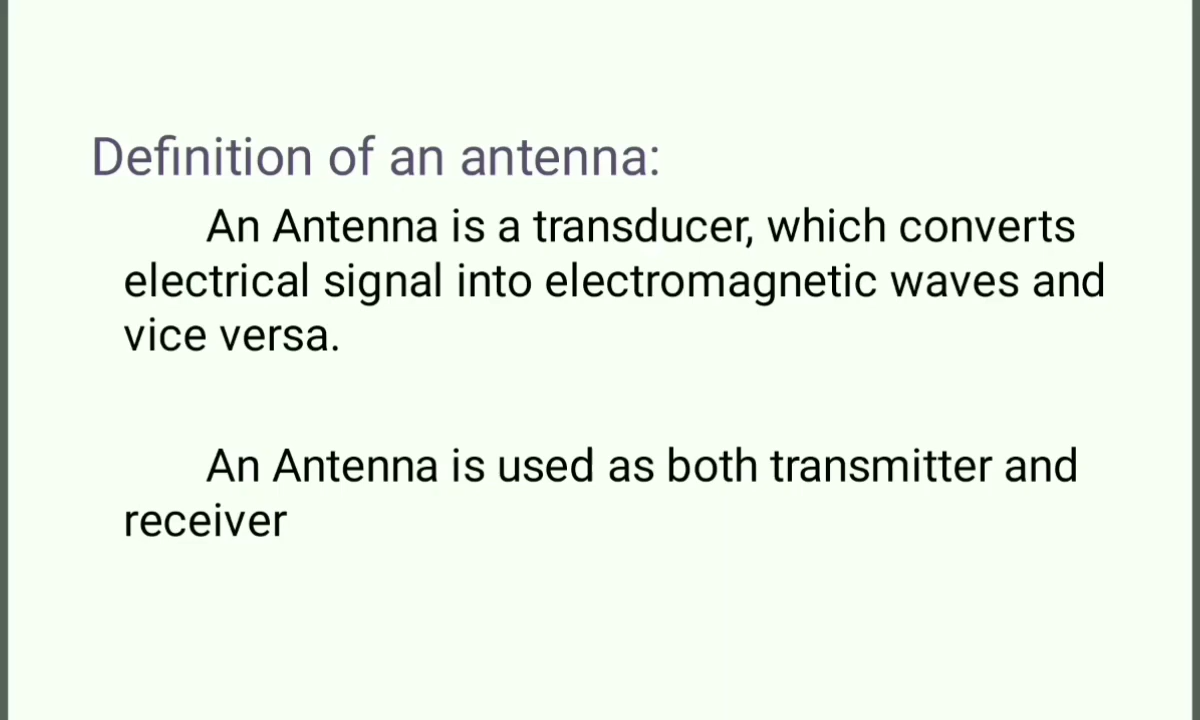 Definition of an antenna:
An Antenna is a transducer, which converts
electrical signal into electromagnetic waves and
vice versa.
An Antenna is used as both transmitter and
receiver